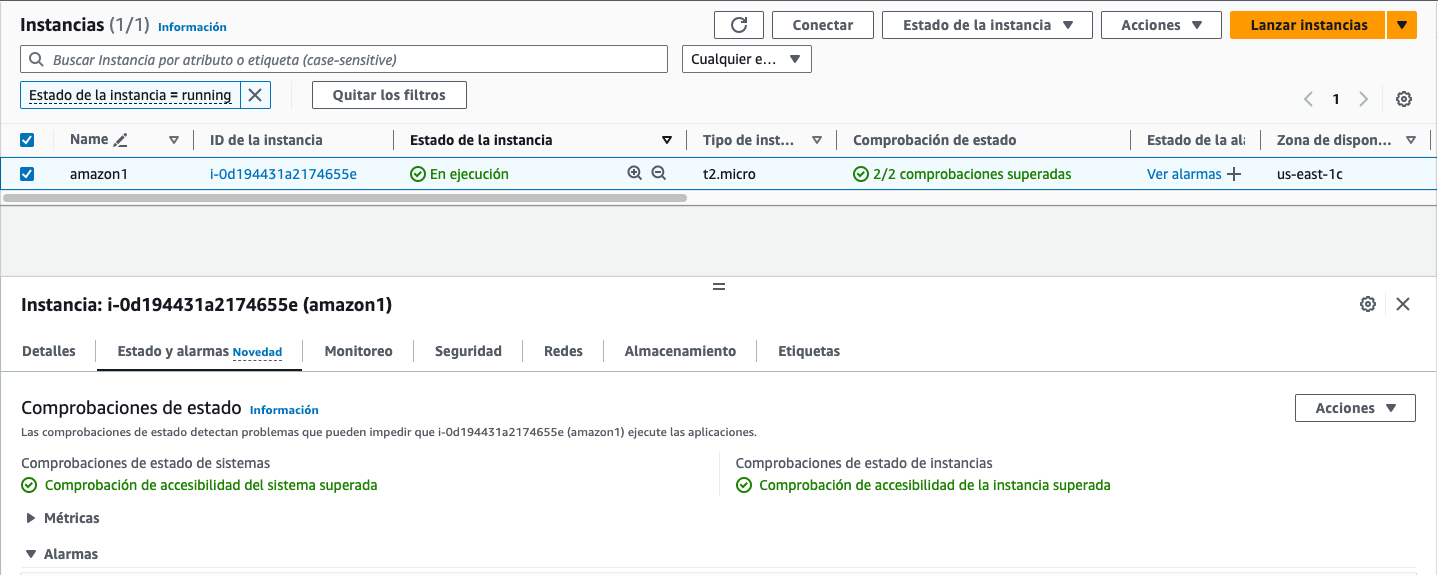 Instancias (1/1) Información
Conectar
Estado de la instancia
Acciones
Lanzar instancias
Buscar Instancia por atributo o etiqueta (case-sensitive)
Cualquier e...
Estado de la instancia = running
Quitar los filtros
1
Name
ID de la instancia
Estado de la instancia
Tipo de inst...
Comprobación de estado
Estado de la al
Zona de dispon...
amazon1
i-0d194431a2174655e
En ejecución
t2.micro
2/2 comprobaciones superadas
Ver alarmas
us-east-1c
Instancia: i-0d194431a2174655e (amazon1)
Detalles
Estado y alarmas Novedad
Monitoreo
Seguridad
Redes
Almacenamiento
Etiquetas
Comprobaciones de estado Información
Acciones
Las comprobaciones de estado detectan problemas que pueden impedir que i-0d194431a2174655e (amazon1) ejecute las aplicaciones.
Comprobaciones de estado de sistemas
Comprobación de accesibilidad del sistema superada
Comprobaciones de estado de instancias
Comprobación de accesibilidad de la instancia superada
Métricas
Alarmas